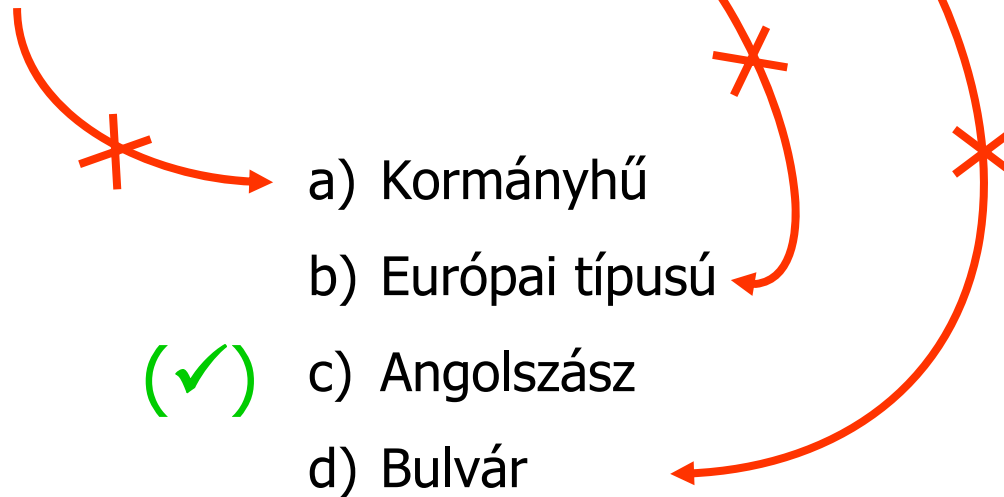 a) Kormányhű
b) Európai típusú
(✓) c) Angolszász
d) Bulvár